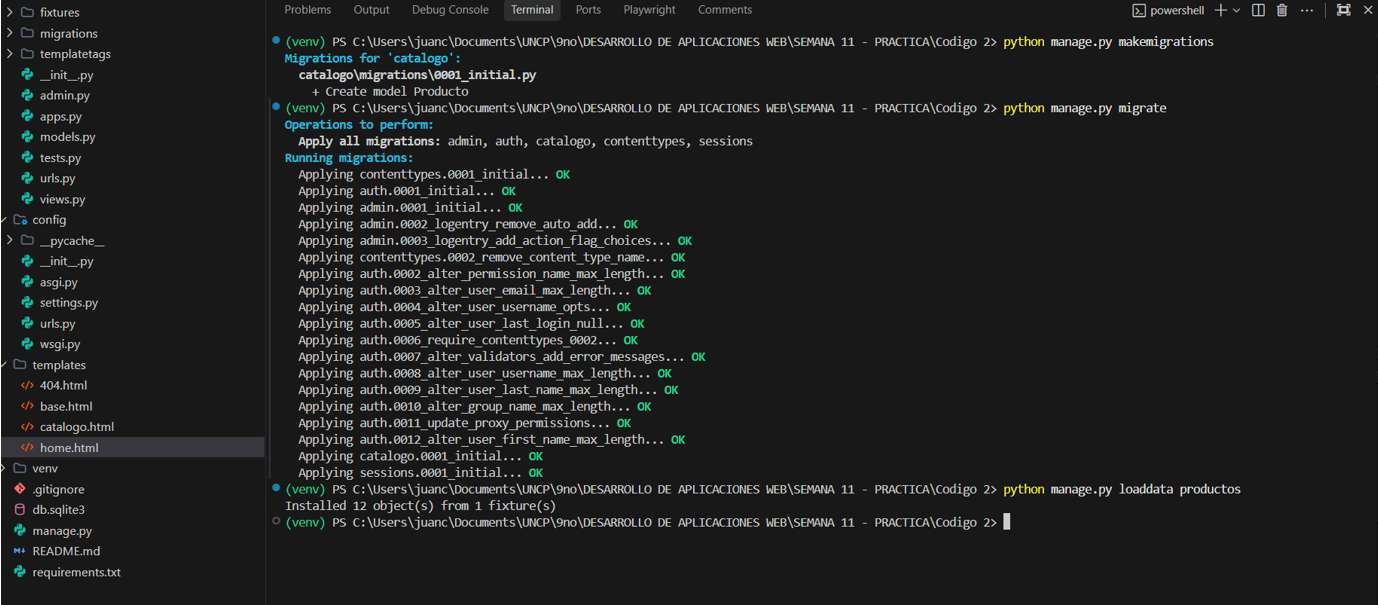 fixtures
migrations
templatetags
__init__.py
admin.py
apps.py
models.py
tests.py
urls.py
views.py
config
__pycache__
__init__.py
asgi.py
settings.py
urls.py
wsgi.py
templates
404.html
base.html
catalogo.html
home.html
venv
.gitignore
db.sqlite3
manage.py
README.md
requirements.txt
Problems Output Debug Console Terminal Ports Playwright Comments powershell
(venv) PS C:\Users\juanc\Documents\UNCP\9no\DESARROLLO DE APLICACIONES WEB\SEMANA 11 - PRACTICA\Codigo 2> python manage.py makemigrations
Migrations for 'catalogo':
catalogo\migrations\0001_initial.py
+ Create model Producto
(venv) PS C:\Users\juanc\Documents\UNCP\9no\DESARROLLO DE APLICACIONES WEB\SEMANA 11 - PRACTICA\Codigo 2> python manage.py migrate
Operations to perform:
Apply all migrations: admin, auth, catalogo, contenttypes, sessions
Running migrations:
Applying contenttypes.0001_initial... OK
Applying auth.0001_initial... OK
Applying admin.0001_initial... OK
Applying admin.0002_logentry_remove_auto_add... OK
Applying admin.0003_logentry_add_action_flag_choices... OK
Applying contenttypes.0002_remove_content_type_name... OK
Applying auth.0002_alter_permission_name_max_length... OK
Applying auth.0003_alter_user_email_max_length... OK
Applying auth.0004_alter_user_username_opts... OK
Applying auth.0005_alter_user_last_login_null... OK
Applying auth.0006_require_contenttypes_0002... OK
Applying auth.0007_alter_validators_add_error_messages... OK
Applying auth.0008_alter_user_username_max_length... OK
Applying auth.0009_alter_user_last_name_max_length... OK
Applying auth.0010_alter_group_name_max_length... OK
Applying auth.0011_update_proxy_permissions... OK
Applying auth.0012_alter_user_first_name_max_length... OK
Applying catalogo.0001_initial... OK
Applying sessions.0001_initial... OK
(venv) PS C:\Users\juanc\Documents\UNCP\9no\DESARROLLO DE APLICACIONES WEB\SEMANA 11 - PRACTICA\Codigo 2> python manage.py loaddata productos
Installed 12 object(s) from 1 fixture(s)
(venv) PS C:\Users\juanc\Documents\UNCP\9no\DESARROLLO DE APLICACIONES WEB\SEMANA 11 - PRACTICA\Codigo 2>